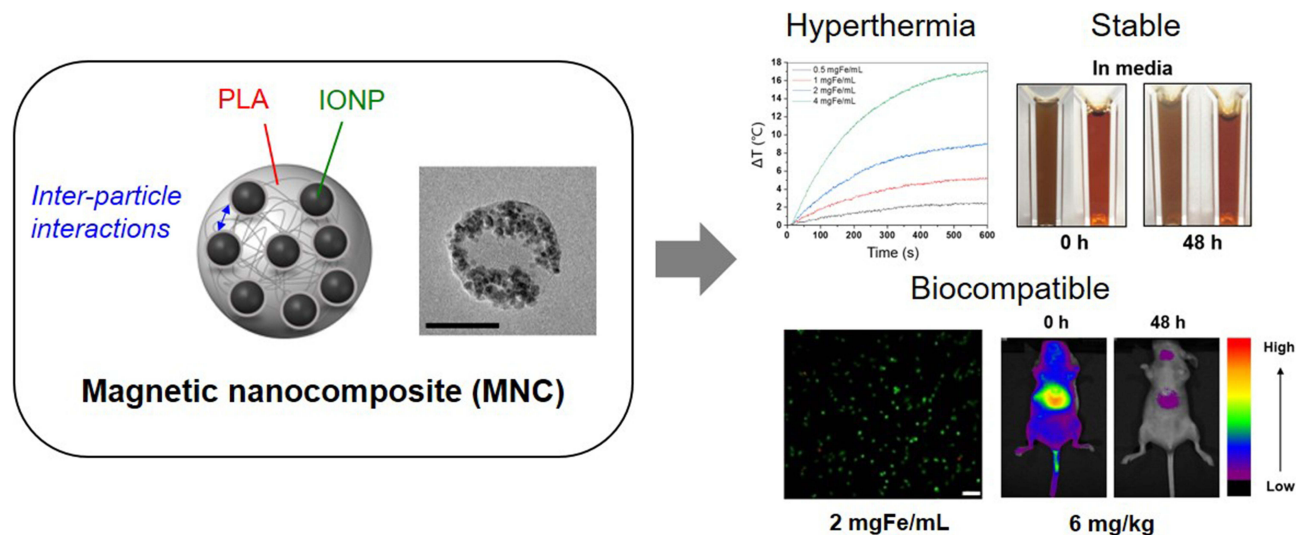 PLA
IONP
Inter-particle
interactions
Magnetic nanocomposite (MNC)
Hyperthermia
Stable
18
16
14
12
10
8
6
4
2
0
ΔT (℃)
0.5 mgFe/mL
1 mgFe/mL
2 mgFe/mL
4 mgFe/mL
0
100
200
300
400
500
600
Time (s)
In media
0 h
48 h
Biocompatible
0 h
48 h
High
Low
2 mgFe/mL
6 mg/kg